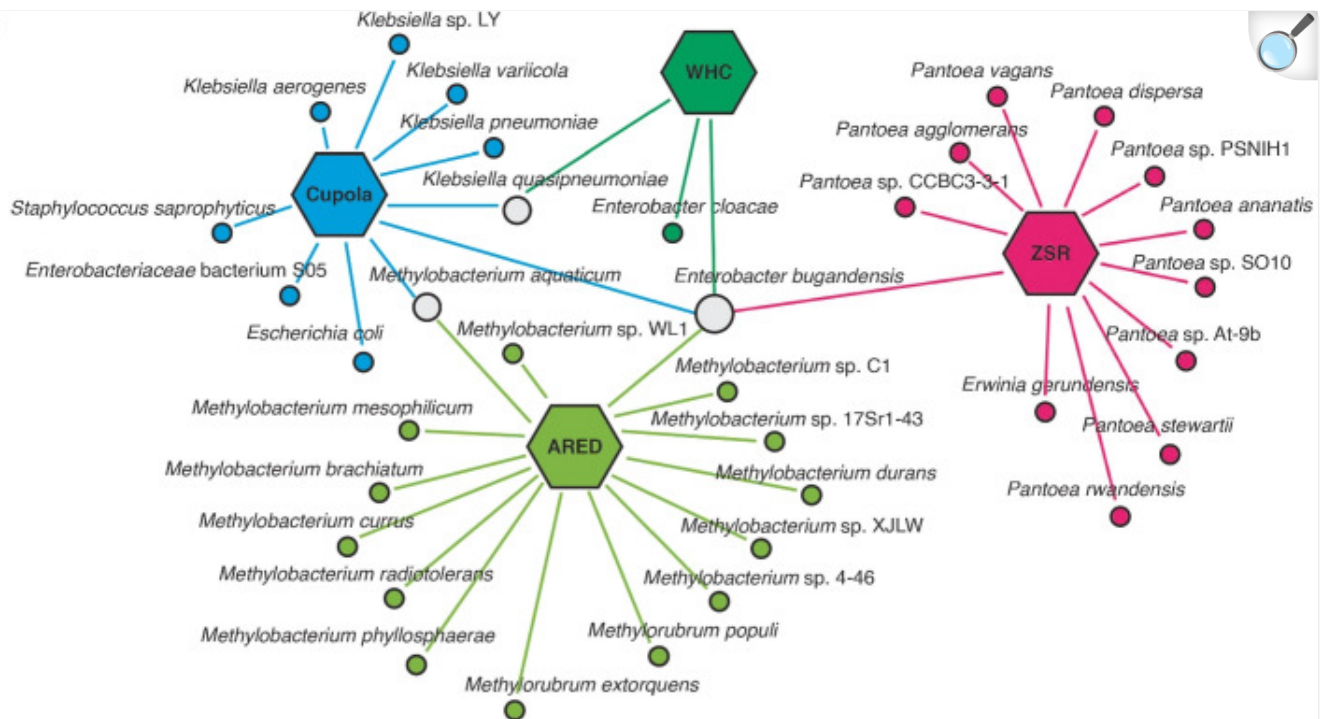 Klebsiella sp. LY
WHC
Klebsiella variicola
Pantoea vagans
Klebsiella aerogenes
Pantoea dispersa
Klebsiella pneumoniae
Pantoea agglomerans
Pantoea sp. PSNIH1
Klebsiella quasipneumoniae
Pantoea sp. CCBC3-3-1
Cupola
Staphylococcus saprophyticus
Enterobacter cloacae
Pantoea ananatis
ZSR
Enterobacteriaceae bacterium S05
Methylobacterium aquaticum
Enterobacter bugandensis
Pantoea sp. SO10
Escherichia coli
Methylobacterium sp. WL1
Pantoea sp. At-9b
Methylobacterium sp. C1
Erwinia gerundensis
Methylobacterium mesophilicum
Methylobacterium sp. 17Sr1-43
Pantoea stewartii
ARED
Methylobacterium brachiatum
Methylobacterium durans
Pantoea rwandensis
Methylobacterium currus
Methylobacterium sp. XJLW
Methylobacterium radiotolerans
Methylobacterium sp. 4-46
Methylobacterium phyllosphaerae
Methylorubrum populi
Methylorubrum extorquens